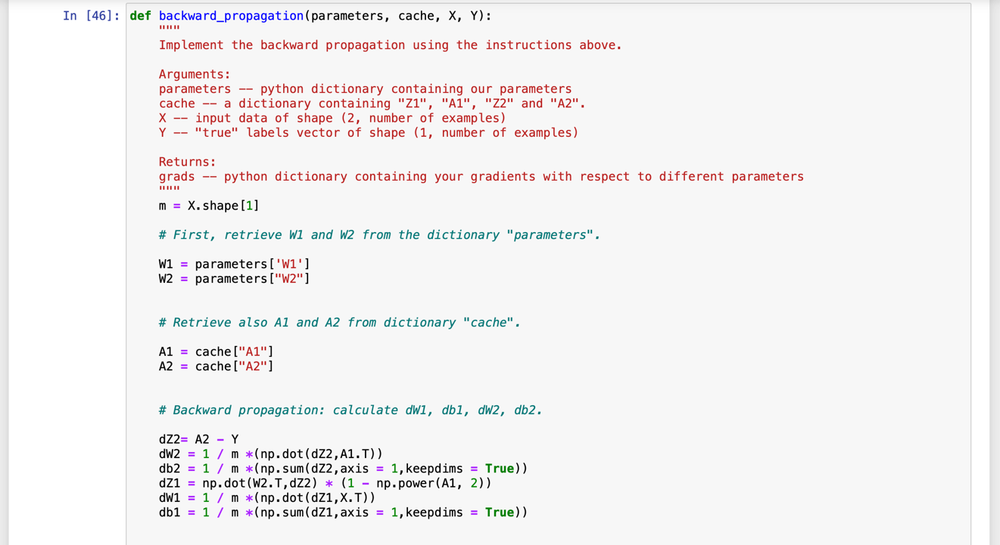 In [46]: def backward_propagation(parameters, cache, X, Y):
"""
Implement the backward propagation using the instructions above.
Arguments:
parameters -- python dictionary containing our parameters
cache -- a dictionary containing "Z1", "A1", "Z2" and "A2".
X -- input data of shape (2, number of examples)
Y -- "true" labels vector of shape (1, number of examples)
Returns:
grads -- python dictionary containing your gradients with respect to different parameters
"""
m = X.shape[1]
# First, retrieve W1 and W2 from the dictionary "parameters".
W1 = parameters['W1']
W2 = parameters["W2"]
# Retrieve also A1 and A2 from dictionary "cache".
A1 = cache["A1"]
A2 = cache["A2"]
# Backward propagation: calculate dW1, db1, dW2, db2.
dZ2= A2 - Y
dW2 = 1 / m *(np.dot(dZ2,A1.T))
db2 = 1 / m *(np.sum(dZ2,axis = 1,keepdims = True))
dZ1 = np.dot(W2.T,dZ2) * (1 - np.power(A1, 2))
dW1 = 1 / m *(np.dot(dZ1,X.T))
db1 = 1 / m *(np.sum(dZ1,axis = 1,keepdims = True))